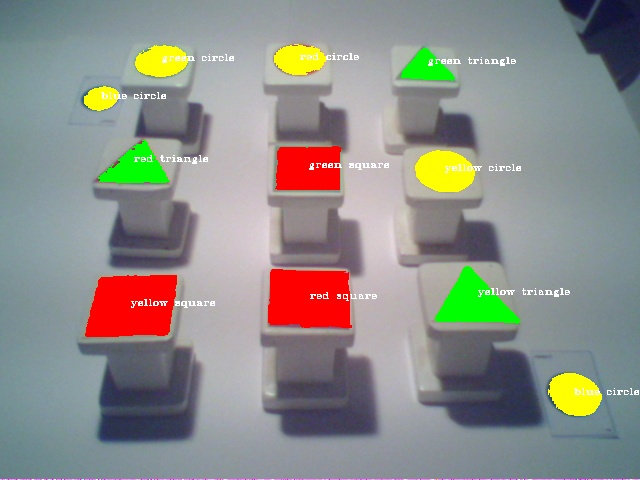 green circle
red circle
green triangle
blue circle
red triangle
green square
yellow circle
yellow square
red square
yellow triangle
blue circle